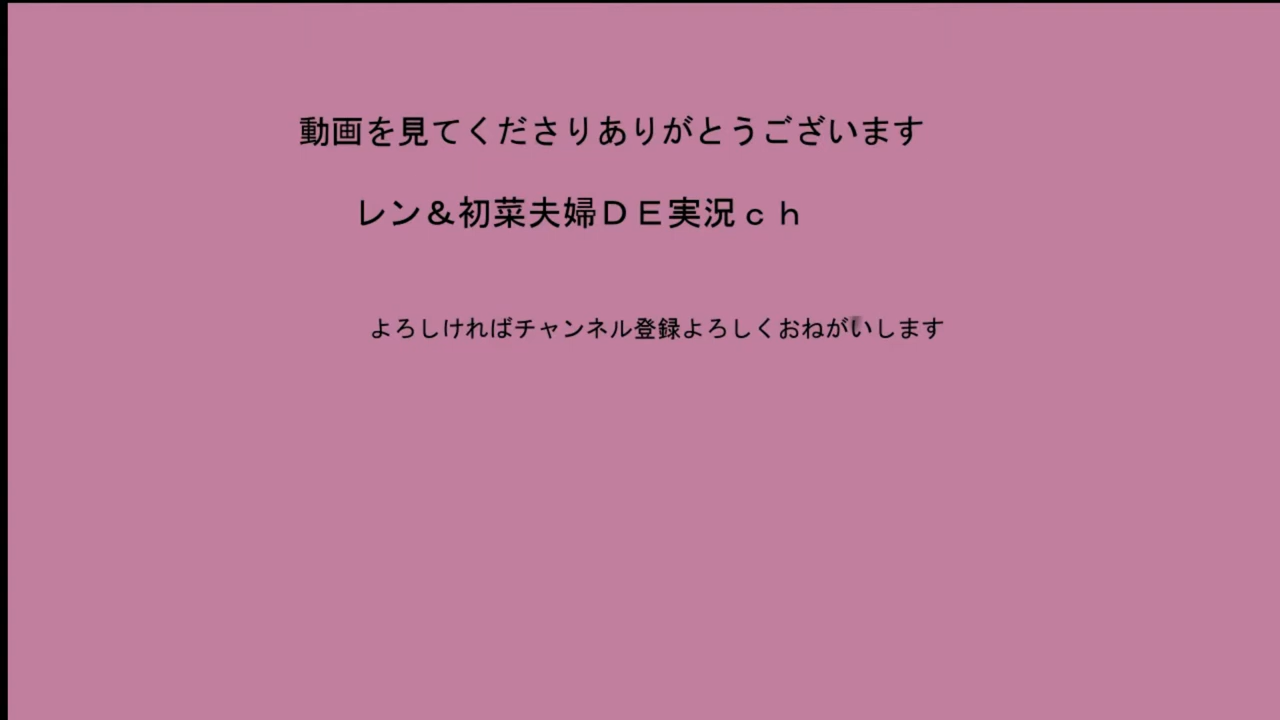 動画を見てくださりありがとうございます
レン＆初菜夫婦ＤＥ実況ｃｈ
よろしければチャンネル登録よろしくおねがいします